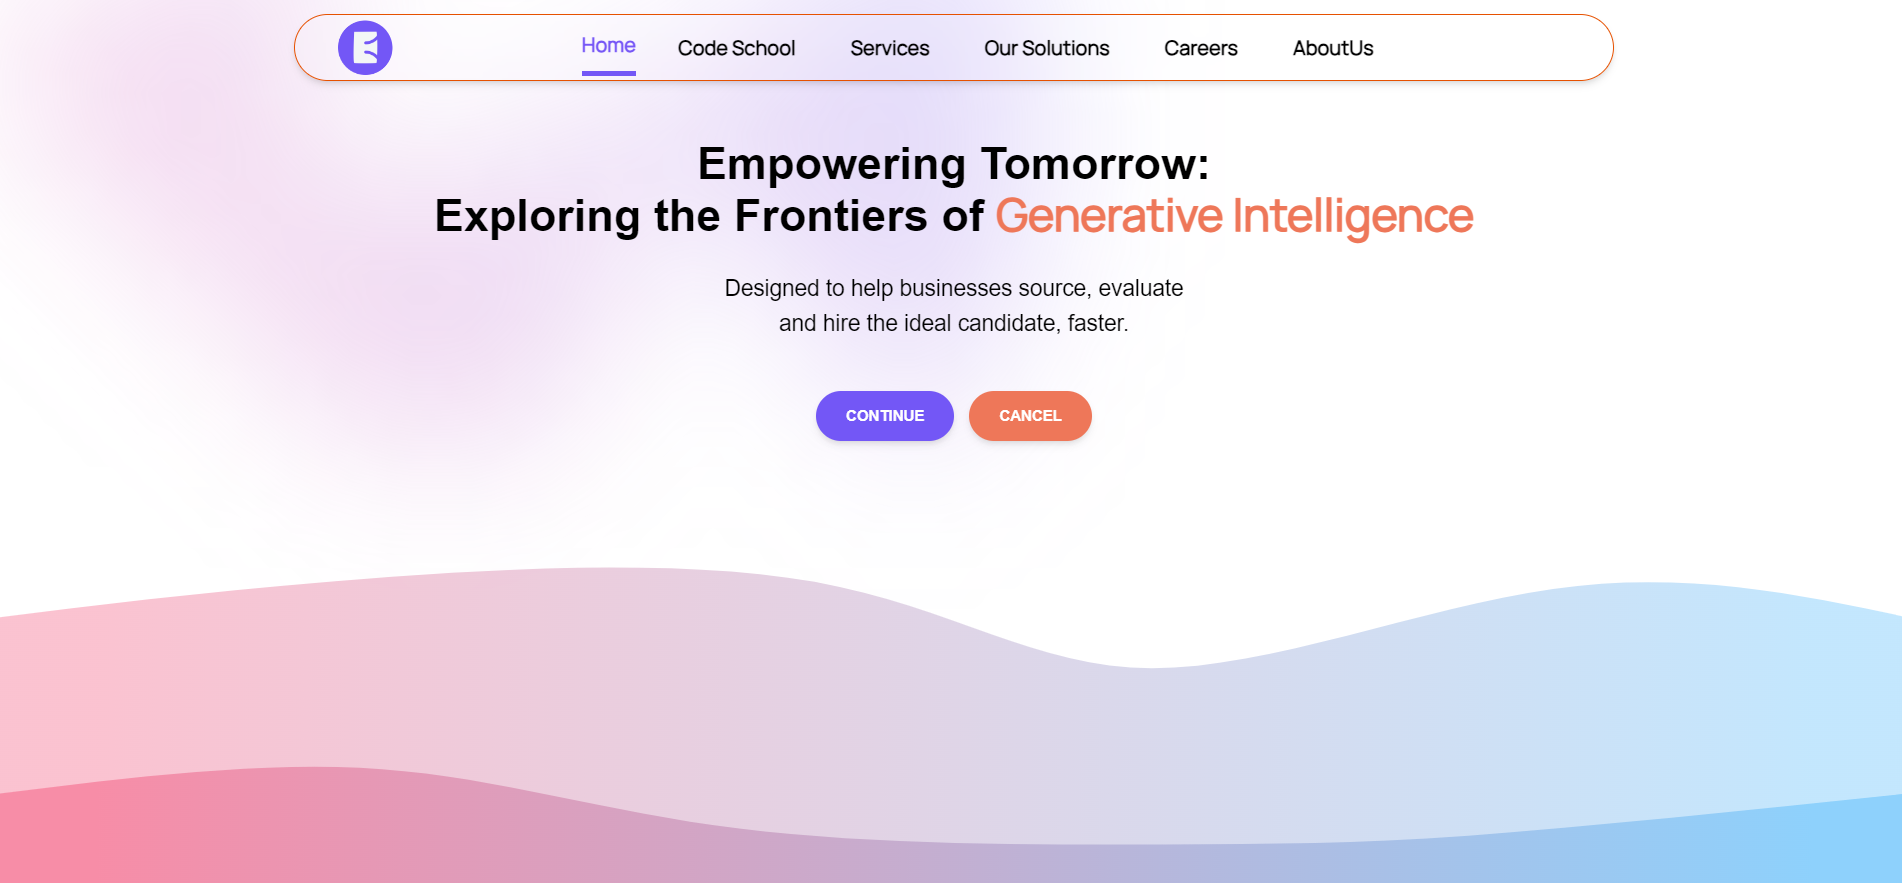 Home Code School Services Our Solutions Careers AboutUs
Empowering Tomorrow:
Exploring the Frontiers of Generative Intelligence
Designed to help businesses source, evaluate
and hire the ideal candidate, faster.
CONTINUE CANCEL